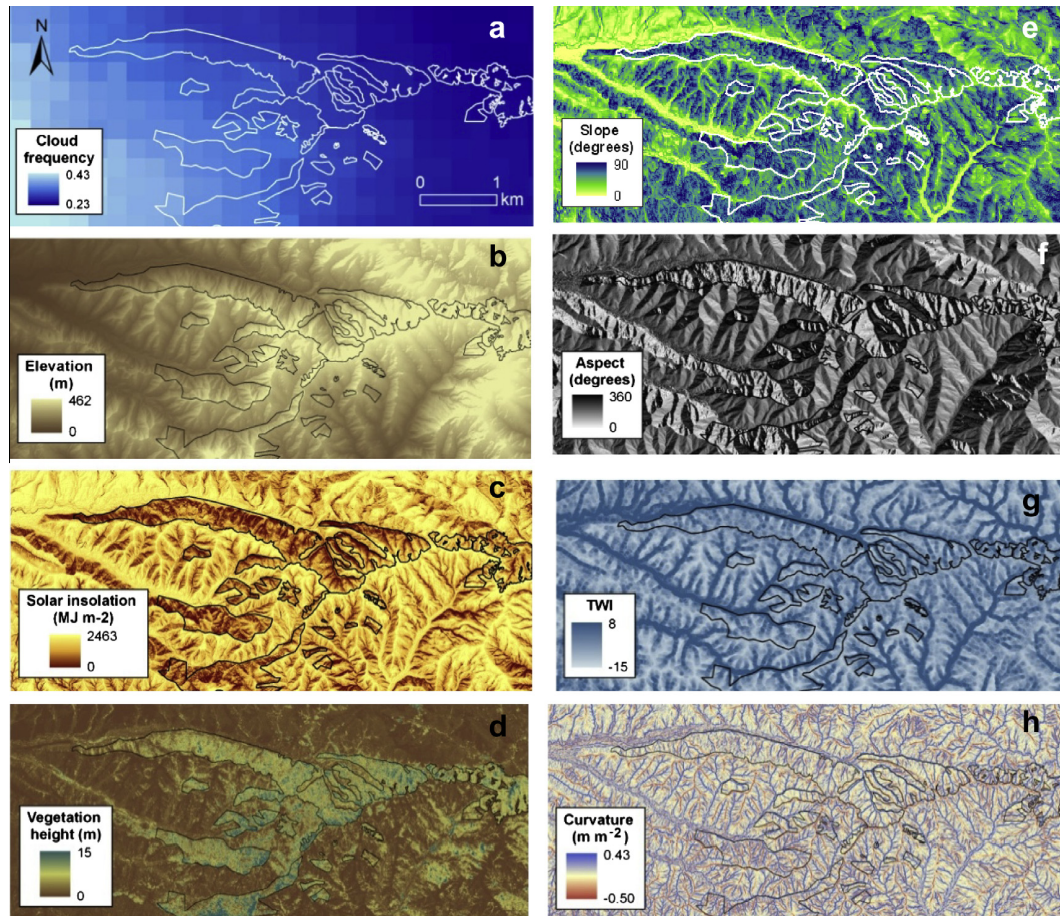 a
N
Cloud
frequency
0.43
0.23
0 1
km
b
Elevation
(m)
462
0
c
Solar insolation
(MJ m-2)
2463
0
d
Vegetation
height (m)
15
0
e
Slope
(degrees)
90
0
f
Aspect
(degrees)
360
0
g
TWI
8
-15
h
Curvature
(m m-2)
0.43
-0.50